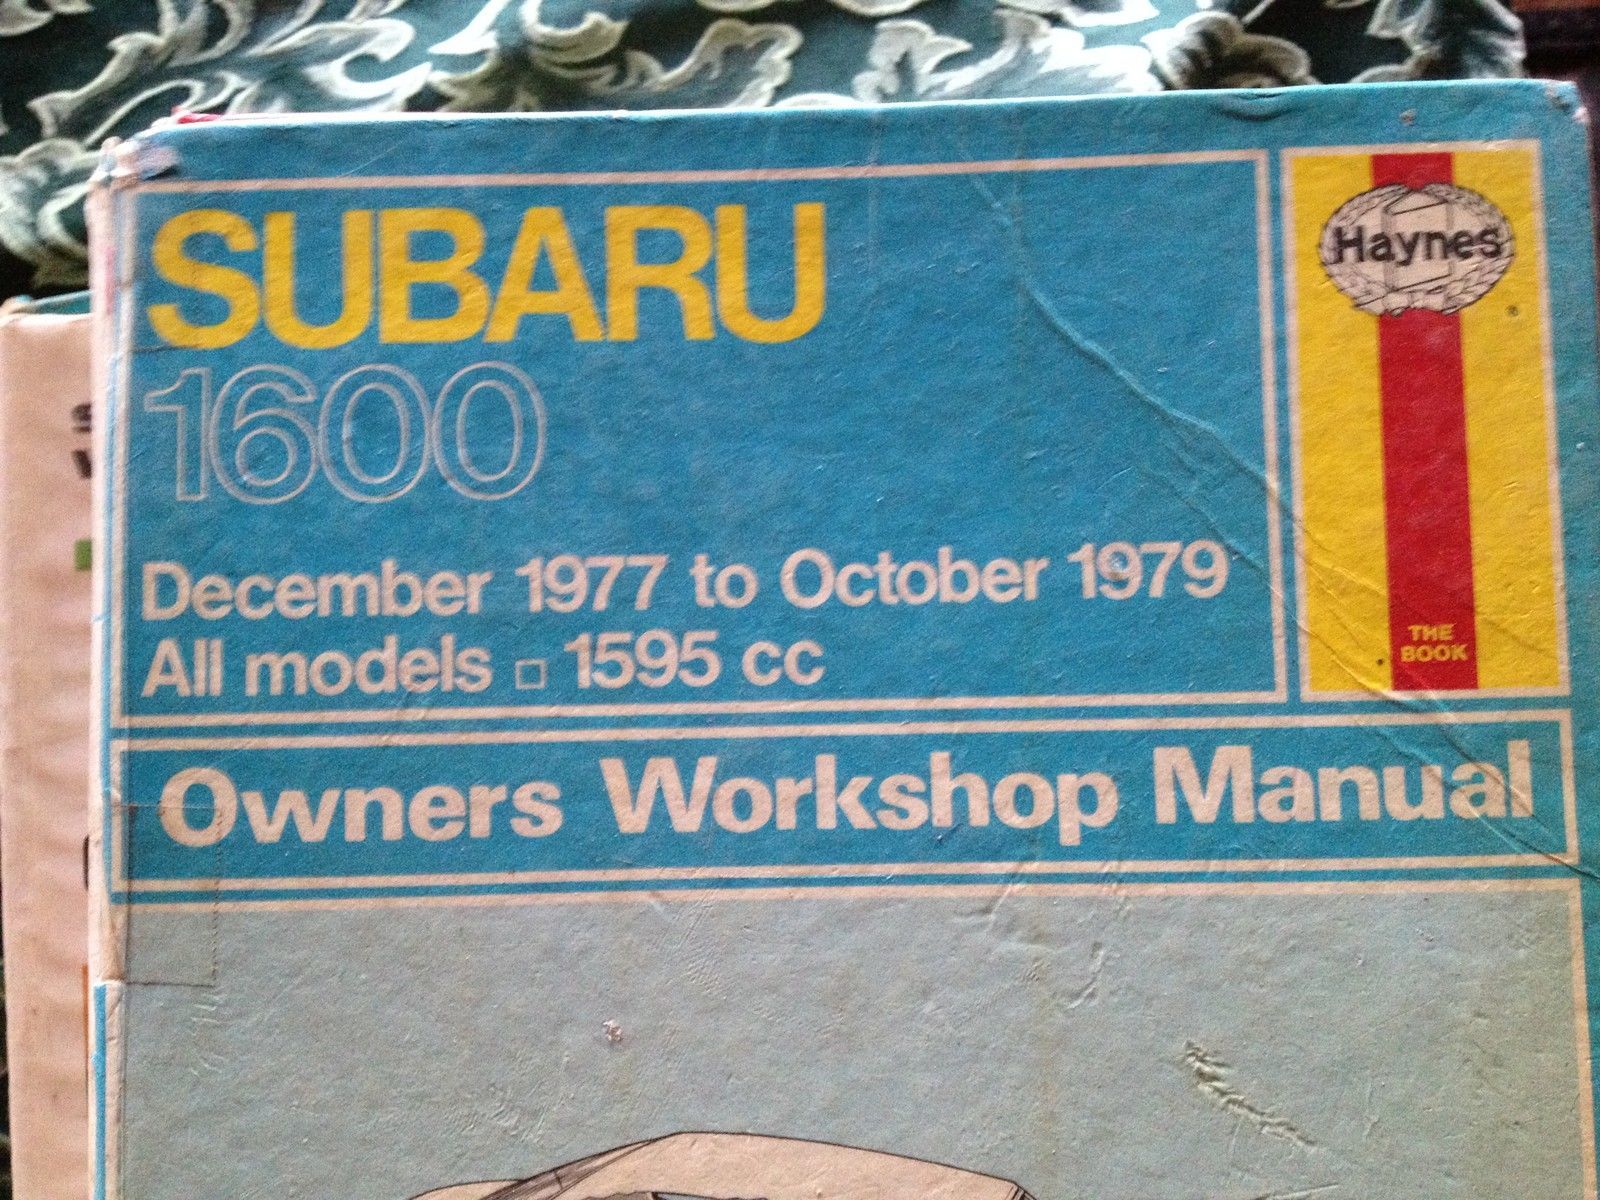 SUBARU
1600
December 1977 to October 1979
All models □ 1595 cc
Haynes
®
THE
BOOK
Owners Workshop Manual